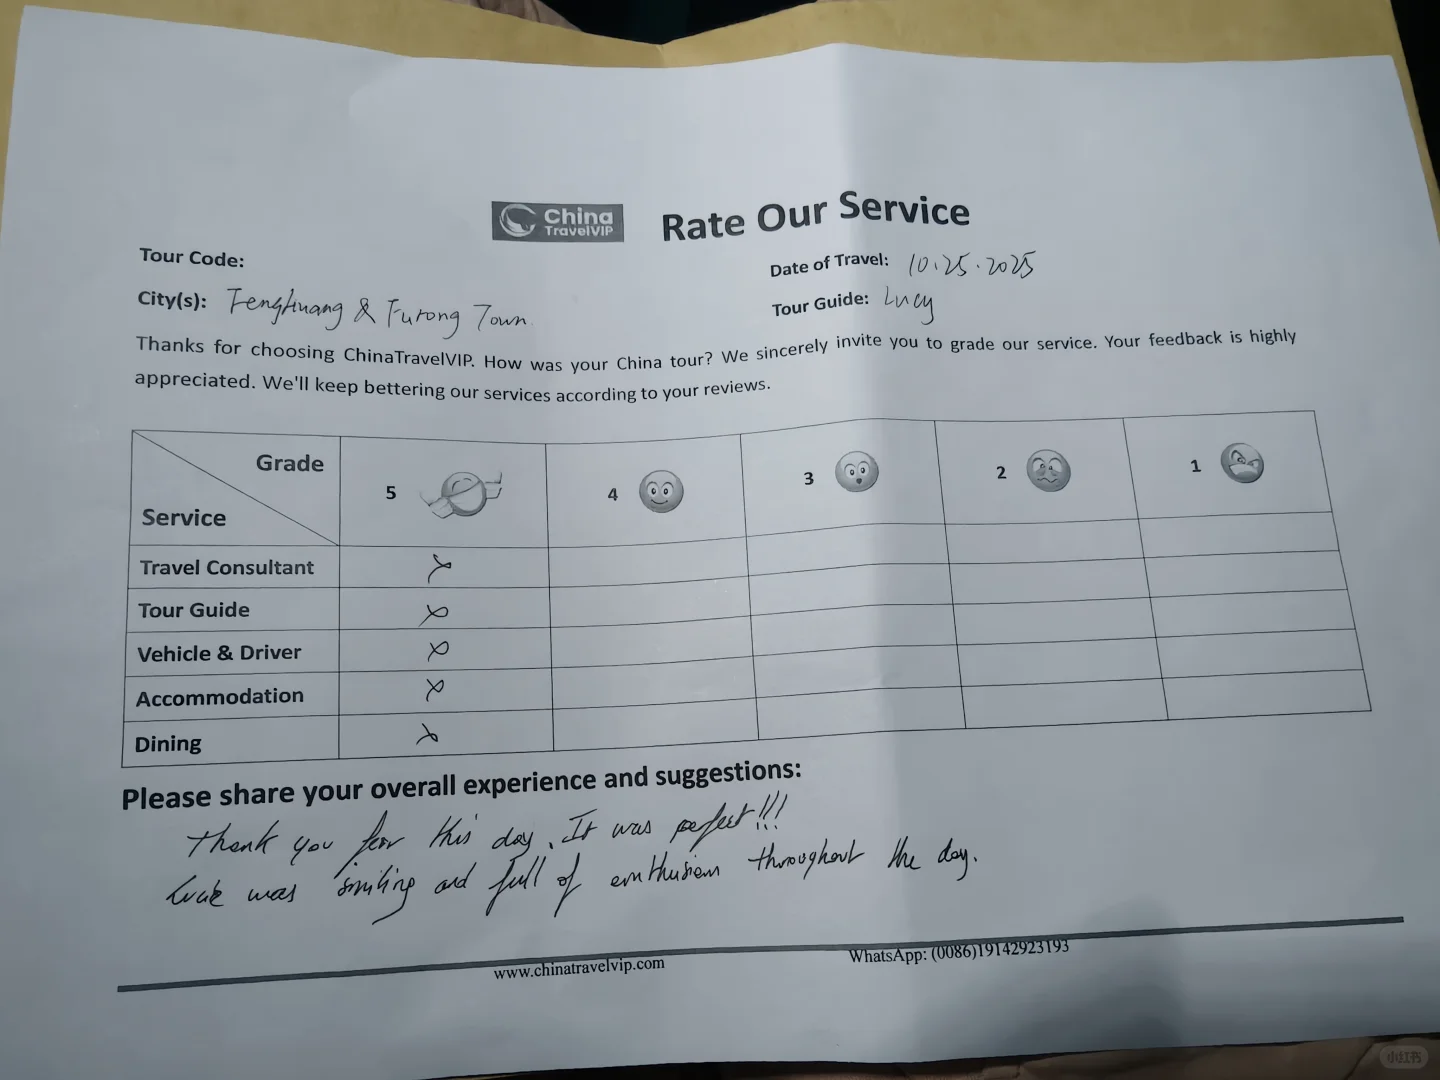 China
TravelVIP
Rate Our Service
Tour Code:
Date of Travel: 10.25.2025
City(s): Fenghuang & Furong Town.
Tour Guide: Lucy
Thanks for choosing ChinaTravelVIP. How was your China tour? We sincerely invite you to grade our service. Your feedback is highly
appreciated. We'll keep bettering our services according to your reviews.
Grade
Service
5
4
3
2
1
Travel Consultant
Tour Guide
Vehicle & Driver
Accommodation
Dining
Please share your overall experience and suggestions:
Thank you for this day. It was perfect!!!
was smiling and full of enthusiasm throughout the day.
www.chinatravelvip.com
WhatsApp: (0086)19142923193
小红书